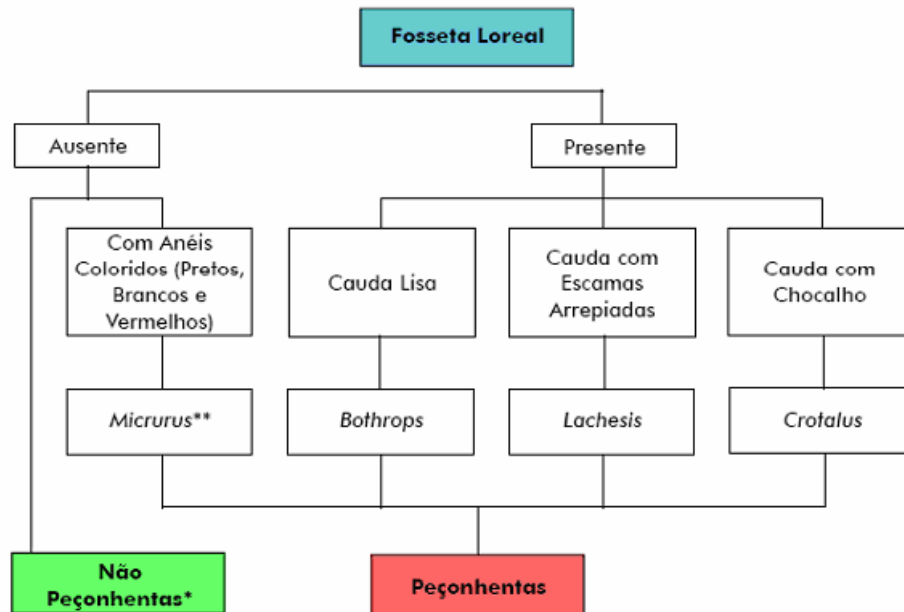 Fosseta Loreal
Ausente
Presente
Com Anéis
Coloridos (Pretos,
Brancos e
Vermelhos)
Cauda Lisa
Cauda com
Escamas
Arrepiadas
Cauda com
Chocalho
Micrurus**
Bothrops
Lachesis
Crotalus
Não
Peçonhentas*
Peçonhentas